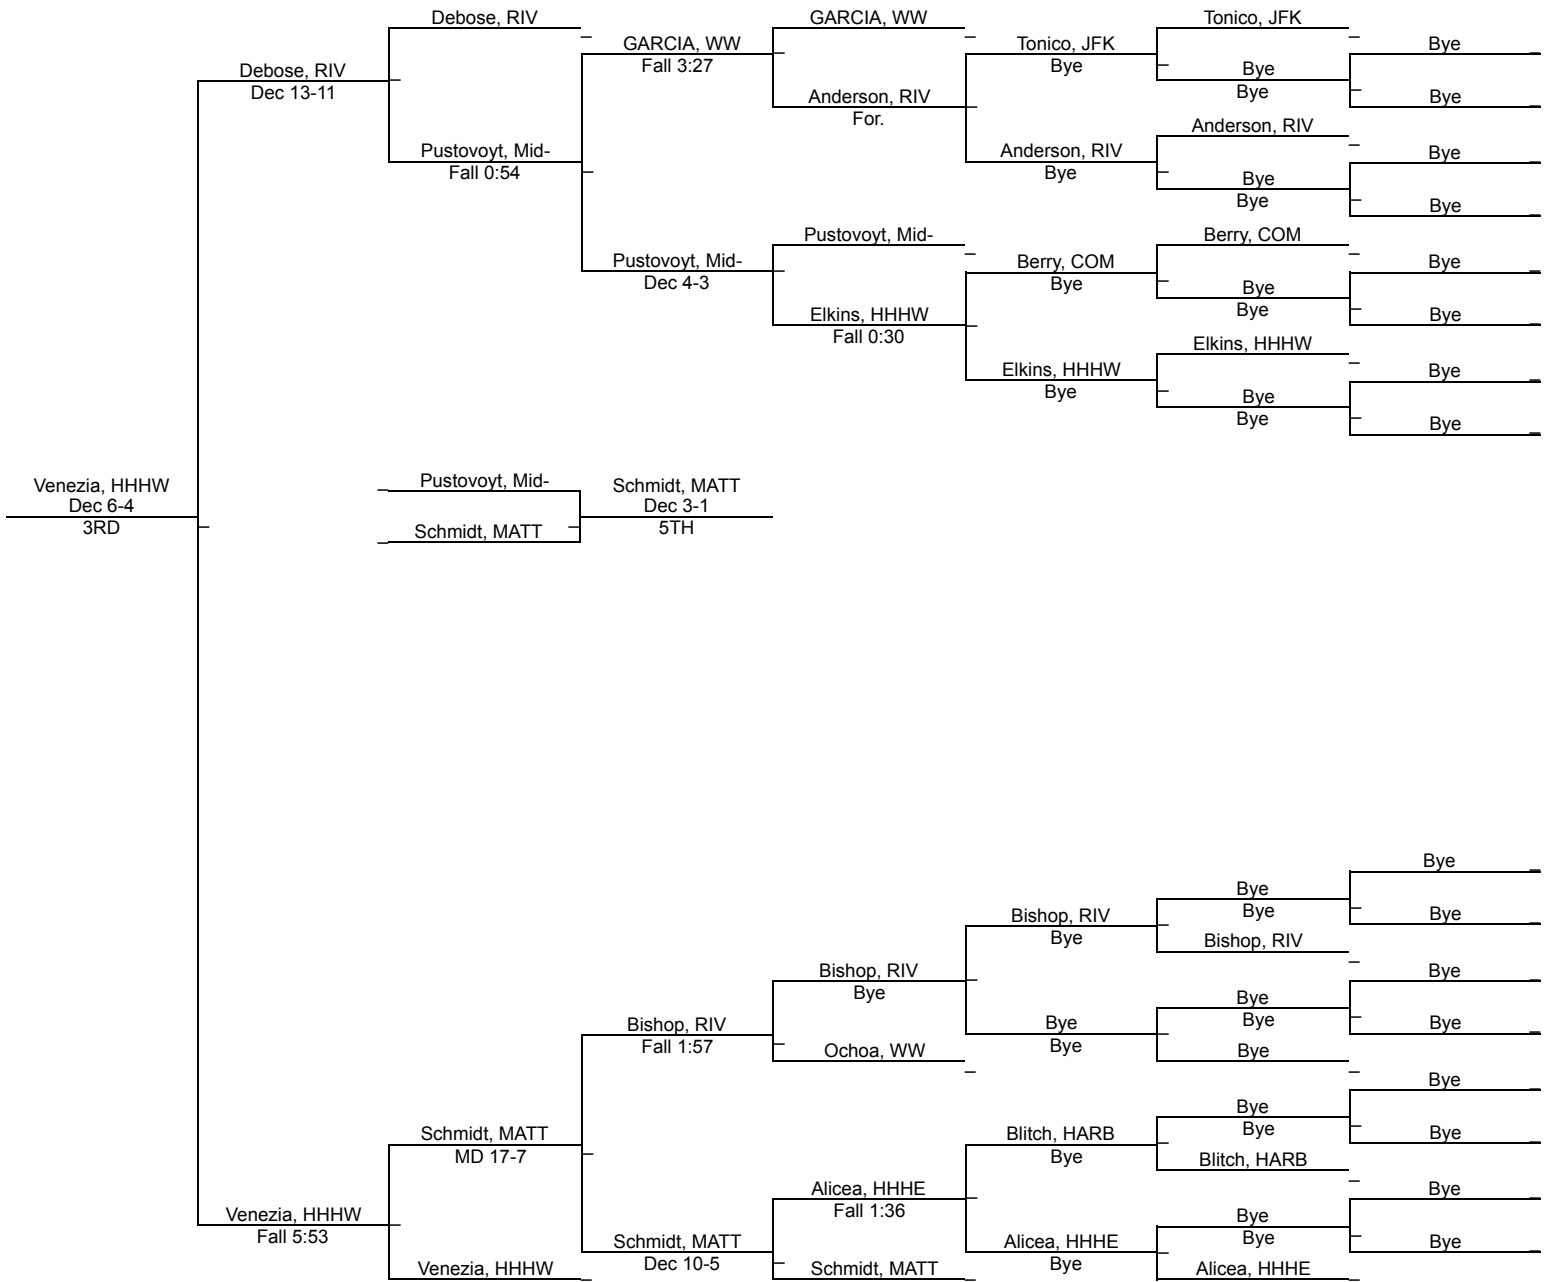 Debose, RIV
GARCIA, WW
Tonico, JFK
GARCIA, WW
Fall 3:27
Tonico, JFK
Bye
Bye
Debose, RIV
Dec 13-11
Bye
Bye
Anderson, RIV
For.
Bye
Anderson, RIV
Pustovoyt, Mid-
Fall 0:54
Anderson, RIV
Bye
Bye
Bye
Bye
Bye
Pustovoyt, Mid-
Berry, COM
Pustovoyt, Mid-
Dec 4-3
Berry, COM
Bye
Bye
Bye
Bye
Elkins, HHHW
Fall 0:30
Bye
Elkins, HHHW
Elkins, HHHW
Bye
Bye
Bye
Bye
Bye
Venezia, HHHW
Dec 6-4
3RD
Pustovoyt, Mid-
Schmidt, MATT
Schmidt, MATT
Dec 3-1
5TH
Bye
Bye
Bye
Bishop, RIV
Bye
Bye
Bishop, RIV
Bishop, RIV
Bye
Bye
Bye
Bye
Bishop, RIV
Fall 1:57
Bye
Bye
Bye
Ochoa, WW
Bye
Bye
Bye
Bye
Schmidt, MATT
MD 17-7
Blitch, HARB
Bye
Bye
Blitch, HARB
Alicea, HHHE
Fall 1:36
Bye
Venezia, HHHW
Fall 5:53
Bye
Bye
Schmidt, MATT
Dec 10-5
Alicea, HHHE
Bye
Bye
Venezia, HHHW
Schmidt, MATT
Alicea, HHHE